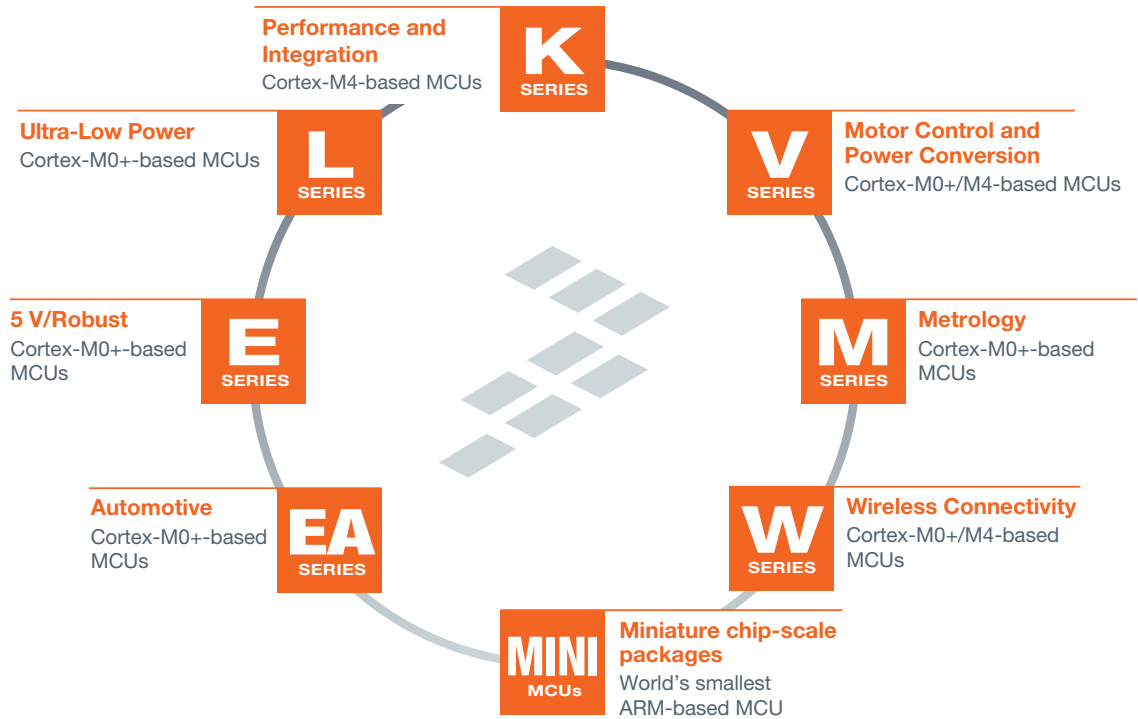 Performance and
Integration
Cortex-M4-based MCUs
K
SERIES
V
SERIES
Motor Control and
Power Conversion
Cortex-M0+/M4-based MCUs
M
SERIES
Metrology
Cortex-M0+-based
MCUs
W
SERIES
Wireless Connectivity
Cortex-M0+/M4-based
MCUs
MINI
MCUs
Miniature chip-scale
packages
World's smallest
ARM-based MCU
Automotive
Cortex-M0+-based
MCUs
EA
SERIES
5 V/Robust
Cortex-M0+-based
MCUs
E
SERIES
Ultra-Low Power
Cortex-M0+-based MCUs
L
SERIES